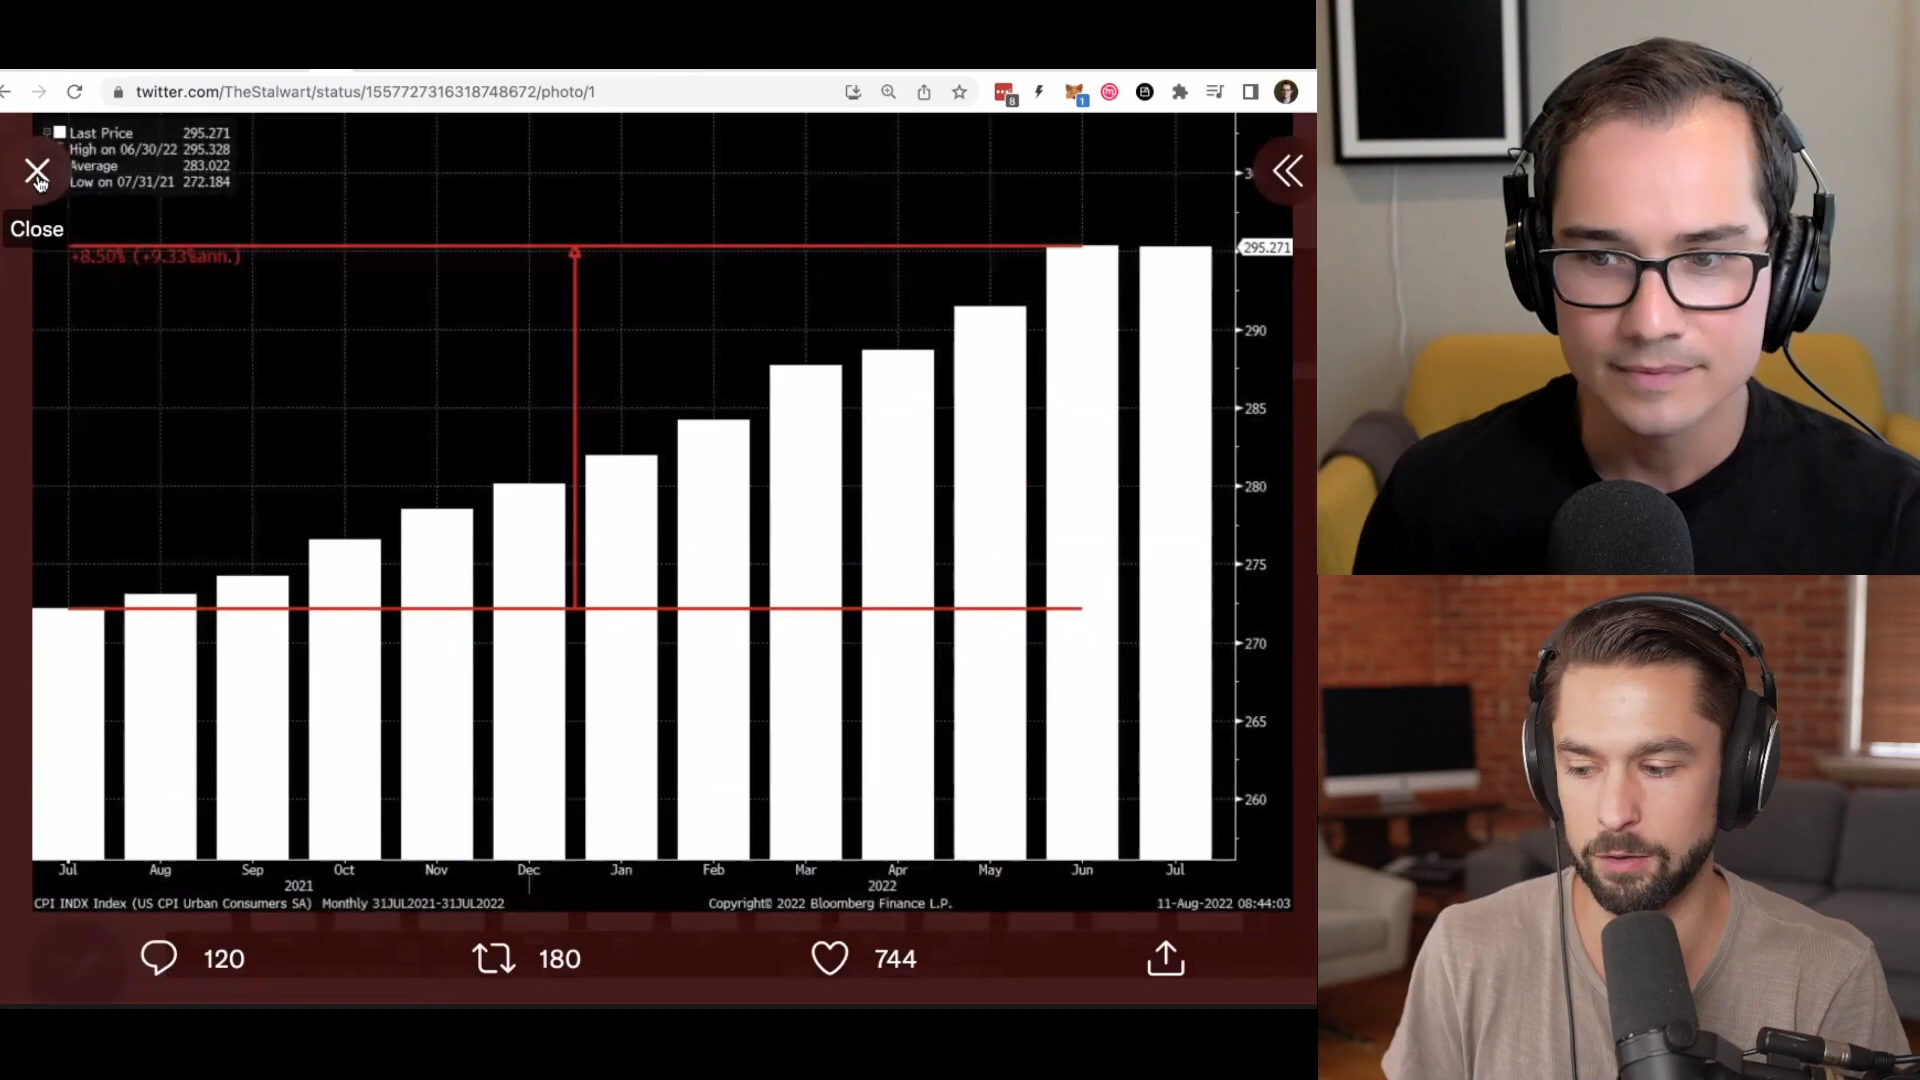 twitter.com/TheStalwart/status/1557727316318748672/photo/1
8
1
Last Price 295.271
High on 06/30/22 295.328
Average 283.022
Low on 07/31/21 272.184
Close
+8.50% (+9.33%ann.)
295.271
290
285
280
275
270
265
260
Jul Aug Sep Oct Nov Dec Jan Feb Mar Apr May Jun Jul
2021 2022
CPI INDX Index (US CPI Urban Consumers SA) Monthly 31JUL2021-31JUL2022 Copyright© 2022 Bloomberg Finance L.P. 11-Aug-2022 08:44:03
120 180 744